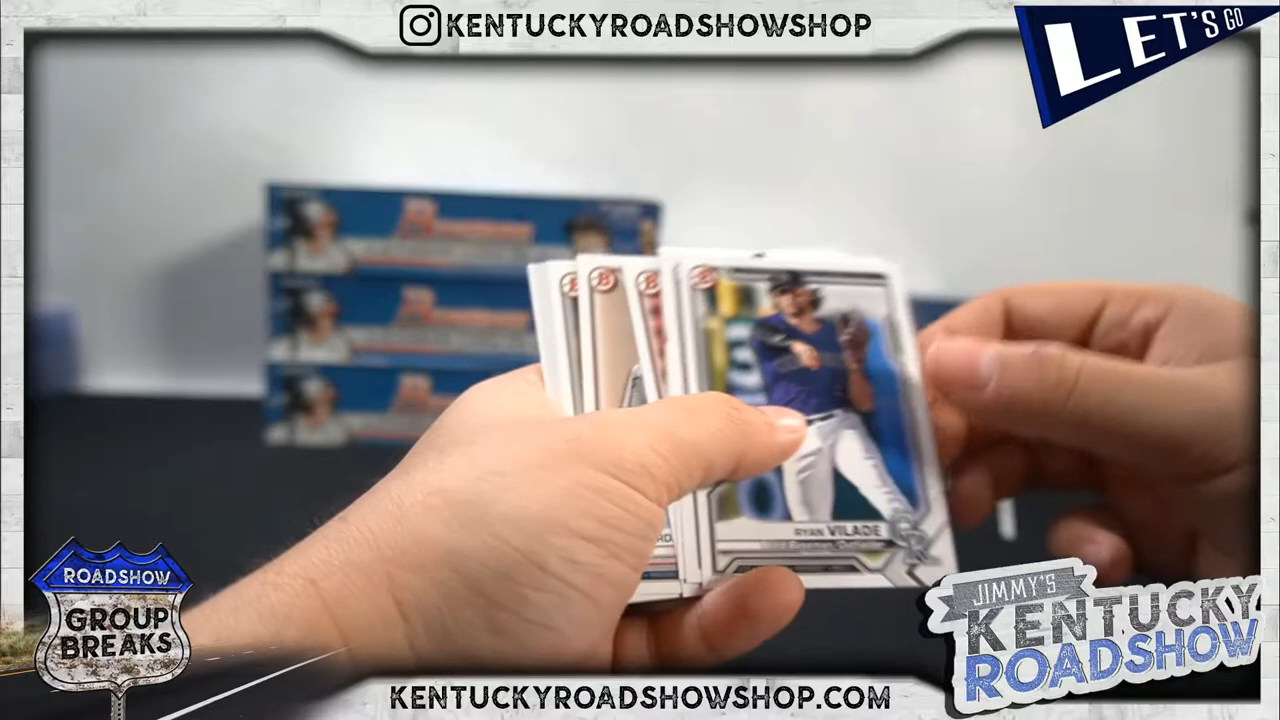 KENTUCKYROADSHOWSHOP
LET'S GO
RYAN VILADE
ROADSHOW
GROUP
BREAKS
JIMMY'S
KENTUCKY
ROADSHOW
KENTUCKYROADSHOWSHOP.COM